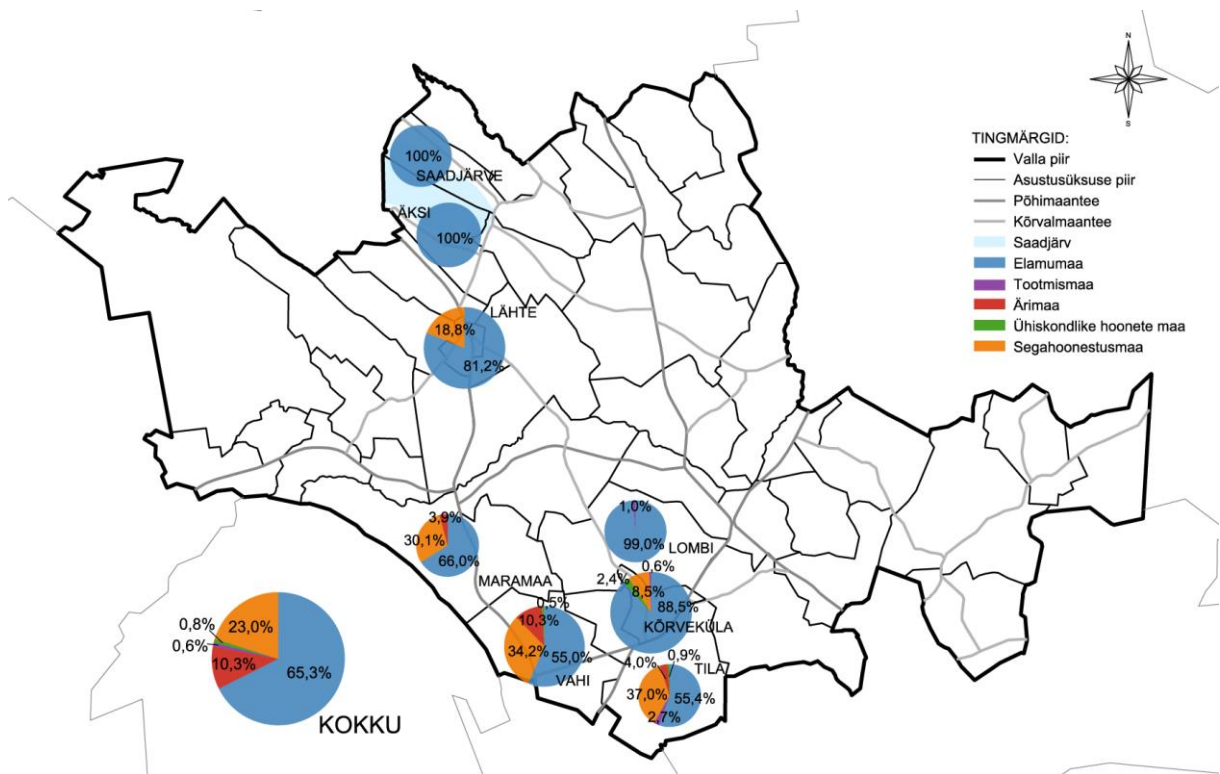 N
S
TINGMÄRGID:
Valla piir
Asustusüksuse piir
Põhimaantee
Kõrvalmaantee
Saadjärv
Elamumaa
Tootmismaa
Ärimaa
Ühiskondlike hoonete maa
Segahoonestusmaa
100%
SAADJÄRVE
ÄKSI
100%
LÄHTE
18,8%
81,2%
3,9%
30,1%
66,0%
MARAMAA
1,0%
99,0%
LOMBI
0,6%
2,4%
8,5%
88,5%
KÕRVEKÜLA
0,5%
10,3%
34,2%
55,0%
VAHI
4,0%
0,9%
TILA
37,0%
55,4%
2,7%
0,8%
0,6%
23,0%
10,3%
65,3%
KOKKU